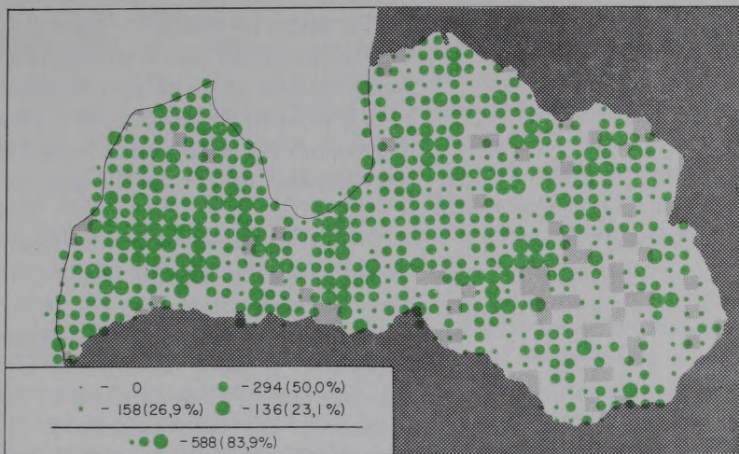 - 0 - 294 (50,0%)
- 158 (26,9%) - 136 (23,1%)
- 588 (83,9%)